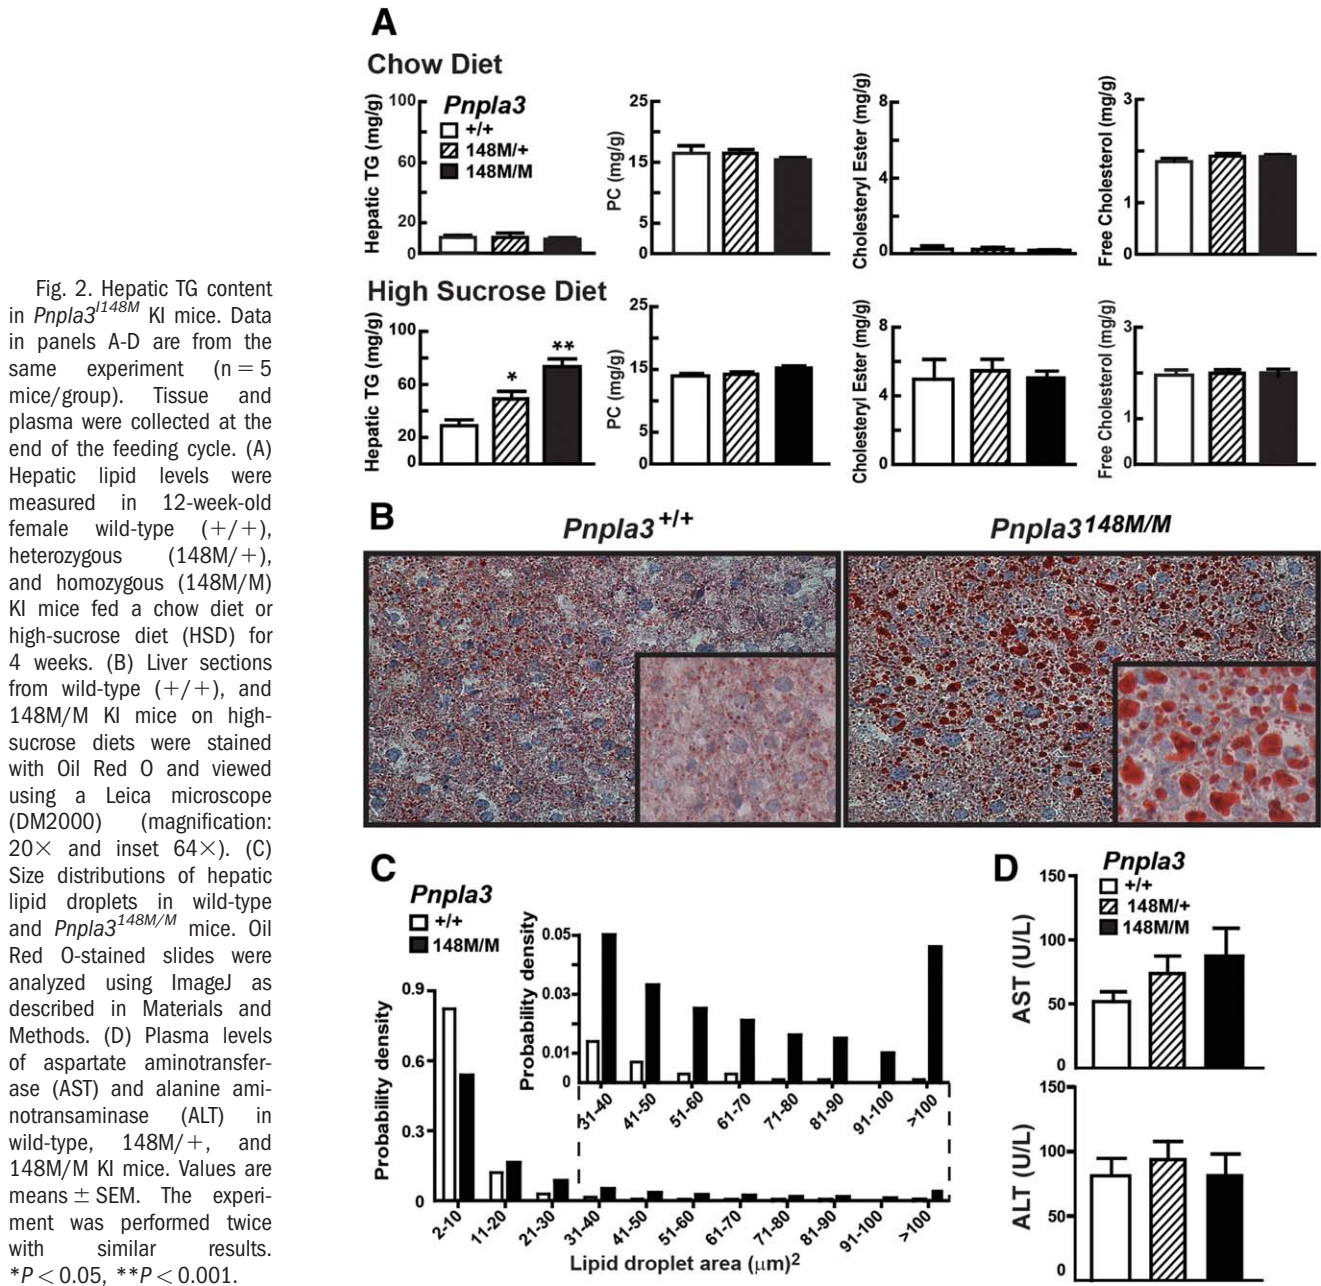 Fig. 2. Hepatic TG content
in Pnpla3I148M KI mice. Data
in panels A-D are from the
same experiment (n = 5
mice/group). Tissue and
plasma were collected at the
end of the feeding cycle. (A)
Hepatic lipid levels were
measured in 12-week-old
female wild-type (+/+),
heterozygous (148M/+),
and homozygous (148M/M)
KI mice fed a chow diet or
high-sucrose diet (HSD) for
4 weeks. (B) Liver sections
from wild-type (+/+), and
148M/M KI mice on high-
sucrose diets were stained
with Oil Red O and viewed
using a Leica microscope
(DM2000) (magnification:
20× and inset 64×). (C)
Size distributions of hepatic
lipid droplets in wild-type
and Pnpla3148M/M mice. Oil
Red O-stained slides were
analyzed using ImageJ as
described in Materials and
Methods. (D) Plasma levels
of aspartate aminotransfer-
ase (AST) and alanine ami-
notransaminase (ALT) in
wild-type, 148M/+, and
148M/M KI mice. Values are
means ± SEM. The experi-
ment was performed twice
with similar results.
*P < 0.05, **P < 0.001.
A
Chow Diet
Hepatic TG (mg/g)
100
60
20
0
Pnpla3
+/+
148M/+
148M/M
PC (mg/g)
25
15
5
0
Cholesteryl Ester (mg/g)
8
4
0
Free Cholesterol (mg/g)
3
1
0
High Sucrose Diet
Hepatic TG (mg/g)
100
60
20
0
*
**
PC (mg/g)
25
15
5
0
Cholesteryl Ester (mg/g)
8
4
0
Free Cholesterol (mg/g)
3
1
0
B
Pnpla3+/+
Pnpla3148M/M
C
Pnpla3
+/+
148M/M
Probability density
0.9
0.6
0.3
0
Probability density
0.05
0.03
0.01
0
31-40
41-50
51-60
61-70
71-80
81-90
91-100
>100
2-10
11-20
21-30
31-40
41-50
51-60
61-70
71-80
81-90
91-100
>100
Lipid droplet area (μm)2
D
Pnpla3
+/+
148M/+
148M/M
AST (U/L)
150
100
50
0
ALT (U/L)
150
100
50
0